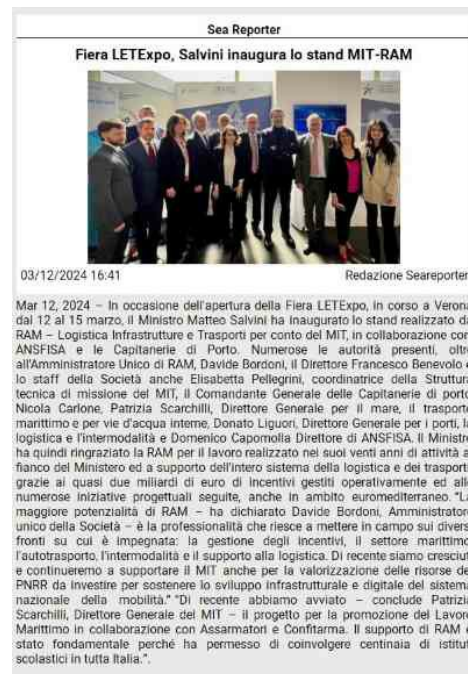 Sea Reporter
Fiera LETExpo, Salvini inaugura lo stand MIT-RAM
03/12/2024 16:41 Redazione Seareporter
Mar 12, 2024 – In occasione dell'apertura della Fiera LETExpo, in corso a Verona
dal 12 al 15 marzo, il Ministro Matteo Salvini ha inaugurato lo stand realizzato da
RAM – Logistica Infrastrutture e Trasporti per conto del MIT, in collaborazione con
ANSFISA e le Capitanerie di Porto. Numerose le autorità presenti, oltre
all'Amministratore Unico di RAM, Davide Bordoni, il Direttore Francesco Benevolo e
lo staff della Società anche Elisabetta Pellegrini, coordinatrice della Struttura
tecnica di missione del MIT, il Comandante Generale delle Capitanerie di porto
Nicola Carlone, Patrizia Scarchilli, Direttore Generale per il mare, il trasporto
marittimo e per vie d'acqua interne, Donato Liguori, Direttore Generale per i porti, la
logistica e l'intermodalità e Domenico Capomolla Direttore di ANSFISA. Il Ministro
ha quindi ringraziato la RAM per il lavoro realizzato nei suoi venti anni di attività al
fianco del Ministero ed a supporto dell'intero sistema della logistica e dei trasporti
grazie ai quasi due miliardi di euro di incentivi gestiti operativamente ed alle
numerose iniziative progettuali seguite, anche in ambito euromediterraneo. "La
maggiore potenzialità di RAM – ha dichiarato Davide Bordoni, Amministratore
unico della Società – è la professionalità che riesce a mettere in campo sui diversi
fronti su cui è impegnata: la gestione degli incentivi, il settore marittimo,
l'autotrasporto, l'intermodalità e il supporto alla logistica. Di recente siamo cresciuti
e continueremo a supportare il MIT anche per la valorizzazione delle risorse del
PNRR da investire per sostenere lo sviluppo infrastrutturale e digitale del sistema
nazionale della mobilità." "Di recente abbiamo avviato – conclude Patrizia
Scarchilli, Direttore Generale del MIT – il progetto per la promozione del Lavoro
Marittimo in collaborazione con Assarmatori e Confitarma. Il supporto di RAM è
stato fondamentale perché ha permesso di coinvolgere centinaia di istituti
scolastici in tutta Italia.".